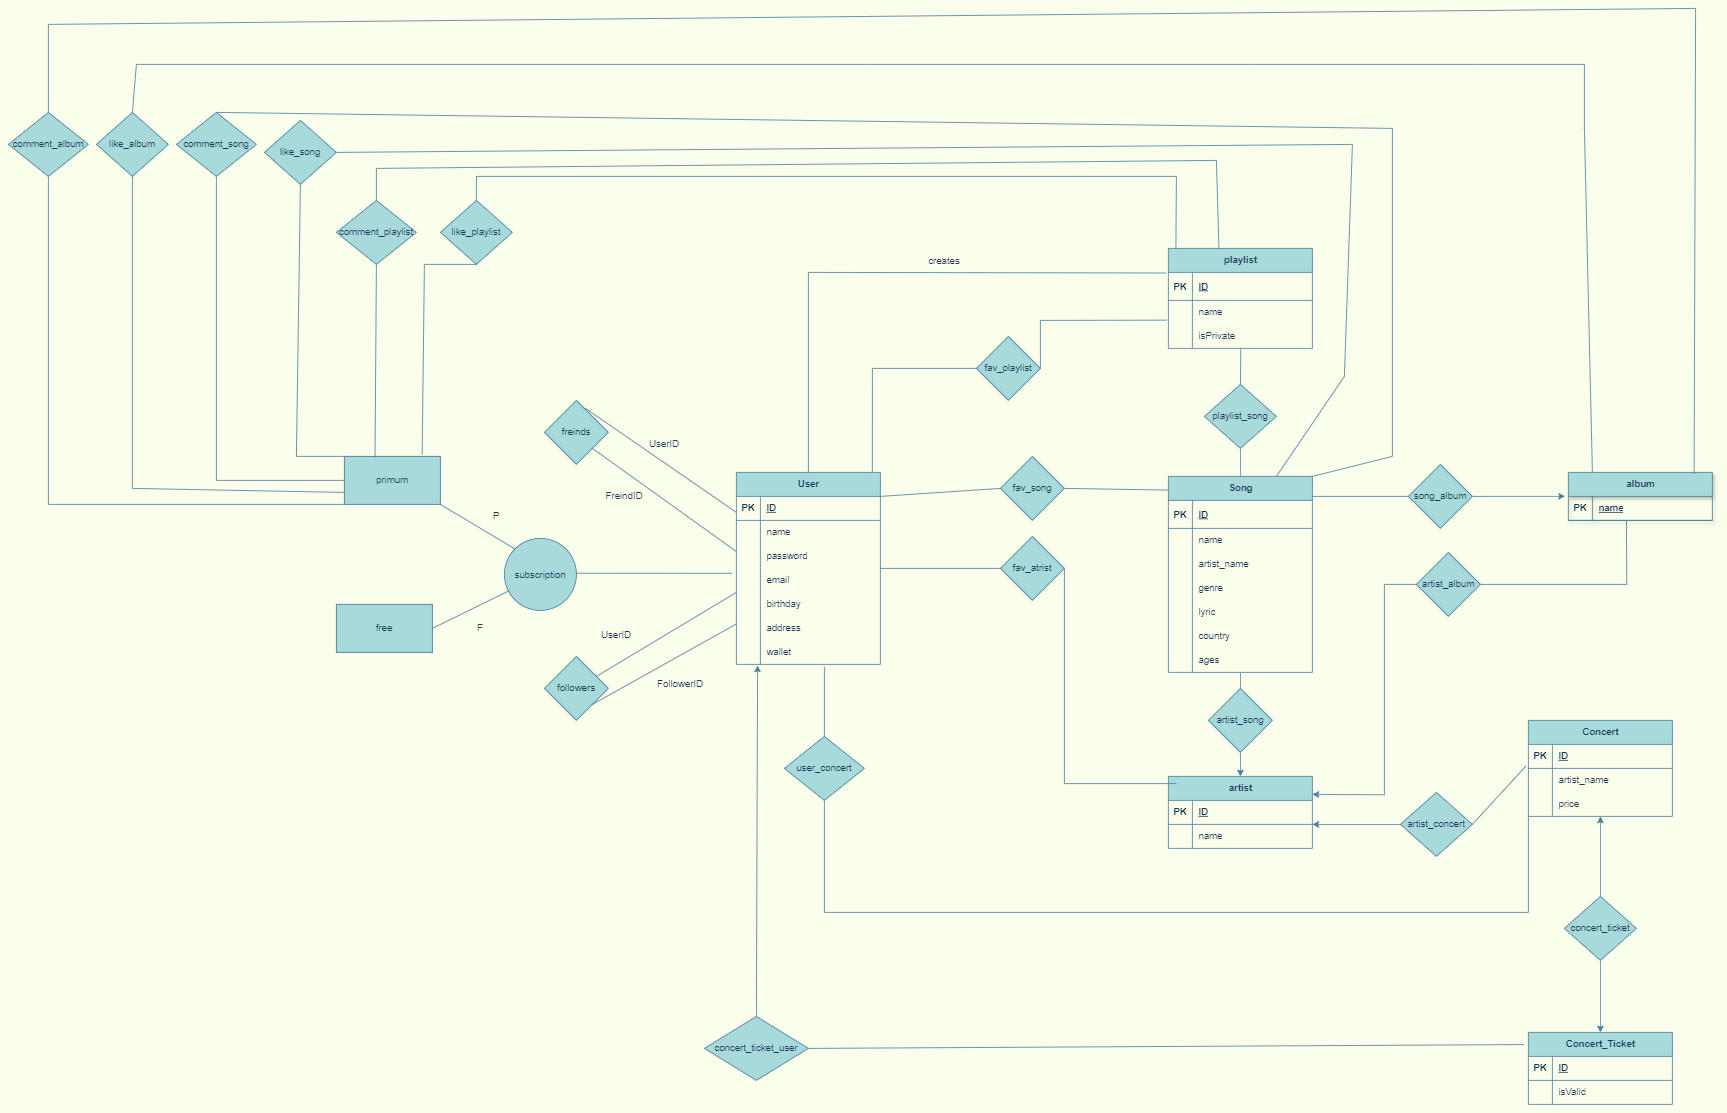 comment_album
like_album
comment_song
like_song
comment_playlist
like_playlist
creates
playlist
PK ID
name
isPrivate
fav_playlist
playlist_song
freinds
UserID
FreindID
primum
P
subscription
free
F
UserID
followers
FollowerID
User
PK ID
name
password
email
birthday
address
wallet
fav_song
fav_atrist
Song
PK ID
name
artist_name
genre
lyric
country
ages
song_album
album
PK name
artist_album
artist_song
user_concert
artist
PK ID
name
artist_concert
Concert
PK ID
artist_name
price
concert_ticket
concert_ticket_user
Concert_Ticket
PK ID
isValid